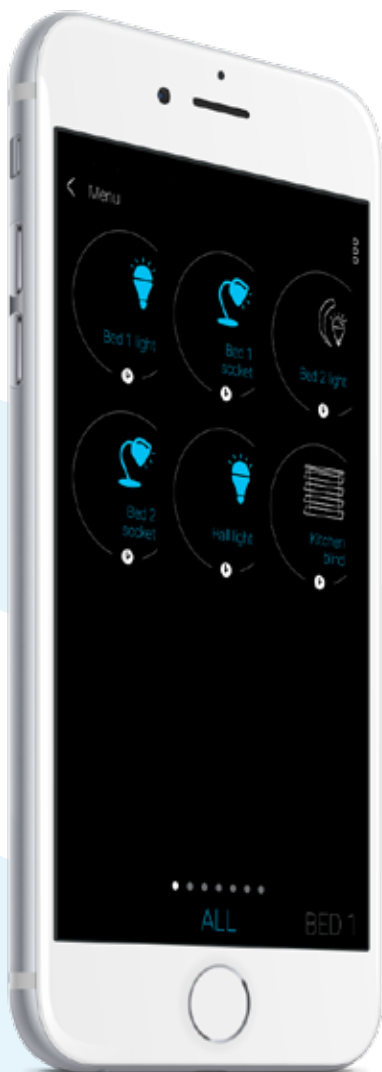 Menu
Bed 1 light
Bed 1
socket
Bed 2 light
Bed 2
socket
Hall light
Kitchen
blind
ALL
BED 1